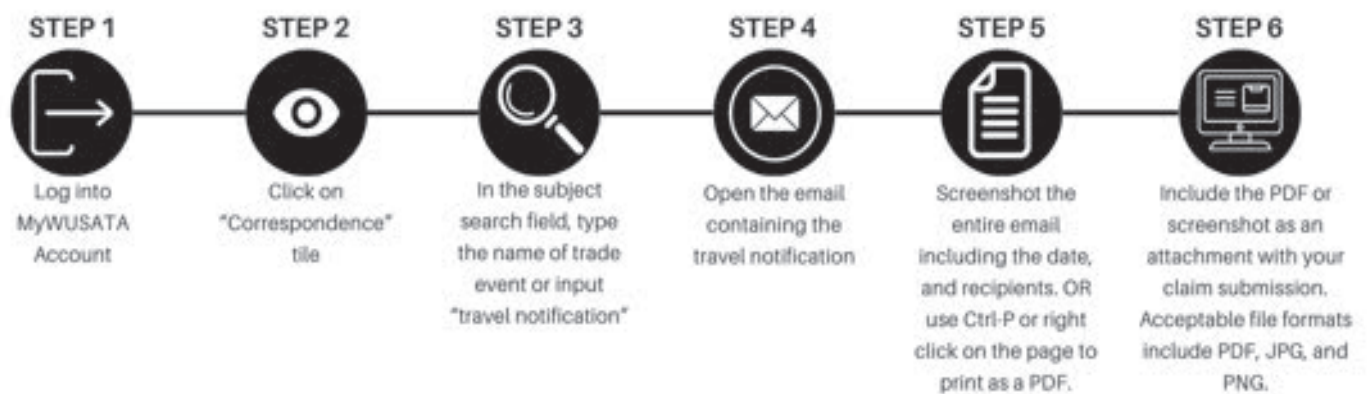 STEP 1
Log into
MyWUSATA
Account
STEP 2
Click on
"Correspondence"
tile
STEP 3
In the subject
search field, type
the name of trade
event or input
"travel notification"
STEP 4
Open the email
containing the
travel notification
STEP 5
Screenshot the
entire email
including the date,
and recipients. OR
use Ctrl-P or right
click on the page to
print as a PDF.
STEP 6
Include the PDF or
screenshot as an
attachment with your
claim submission.
Acceptable file formats
include PDF, JPG, and
PNG.